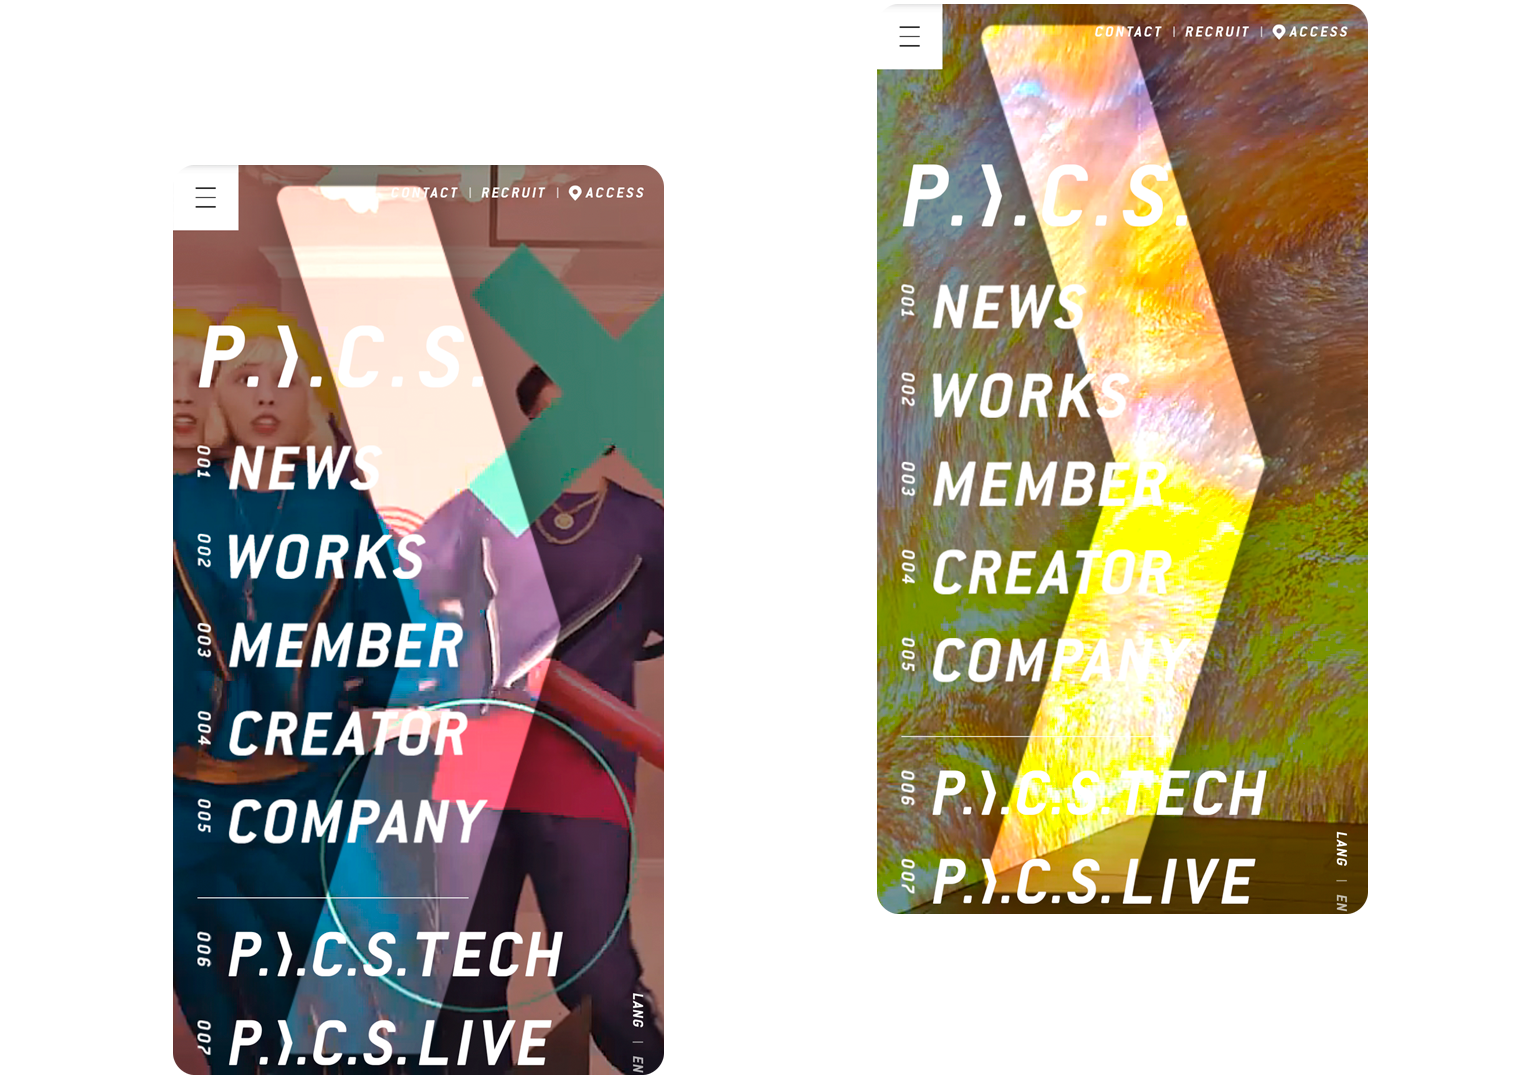 CONTACT | RECRUIT | ACCESS
P.⟩.C.S.
001 NEWS
002 WORKS
003 MEMBER
004 CREATOR
005 COMPANY
006 P.⟩.C.S.TECH
007 P.⟩.C.S.LIVE
LANG | EN
CONTACT | RECRUIT | ACCESS
P.⟩.C.S.
001 NEWS
002 WORKS
003 MEMBER
004 CREATOR
005 COMPANY
006 P.⟩.C.S.TECH
007 P.⟩.C.S.LIVE
LANG | EN